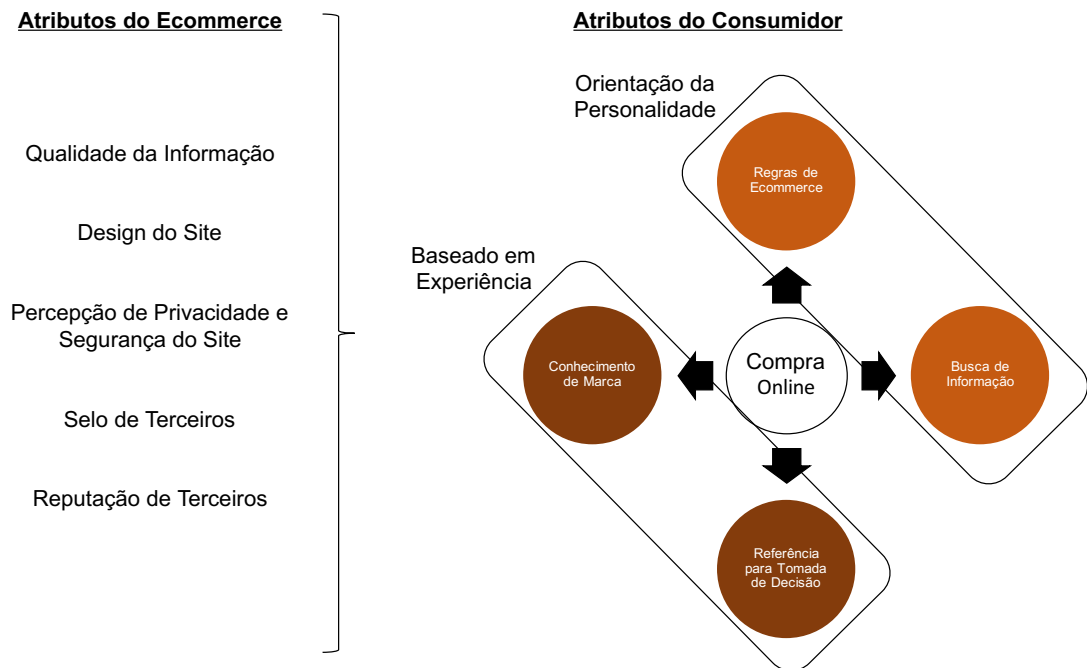 Atributos do Ecommerce
Qualidade da Informação
Design do Site
Percepção de Privacidade e
Segurança do Site
Selo de Terceiros
Reputação de Terceiros
Atributos do Consumidor
Orientação da
Personalidade
Regras de
Ecommerce
Baseado em
Experiência
Conhecimento
de Marca
Compra
Online
Busca de
Informação
Referência
para Tomada
de Decisão